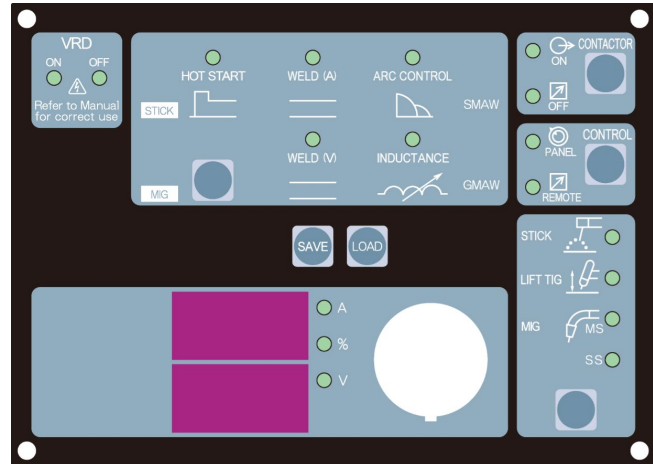 VRD
ON OFF
Refer to Manual
for correct use
HOT START WELD (A) ARC CONTROL
STICK SMAW
WELD (V) INDUCTANCE
MIG GMAW
CONTACTOR
ON
OFF
CONTROL
PANEL
REMOTE
SAVE LOAD
STICK
LIFT TIG
MIG MS
SS
A
%
V